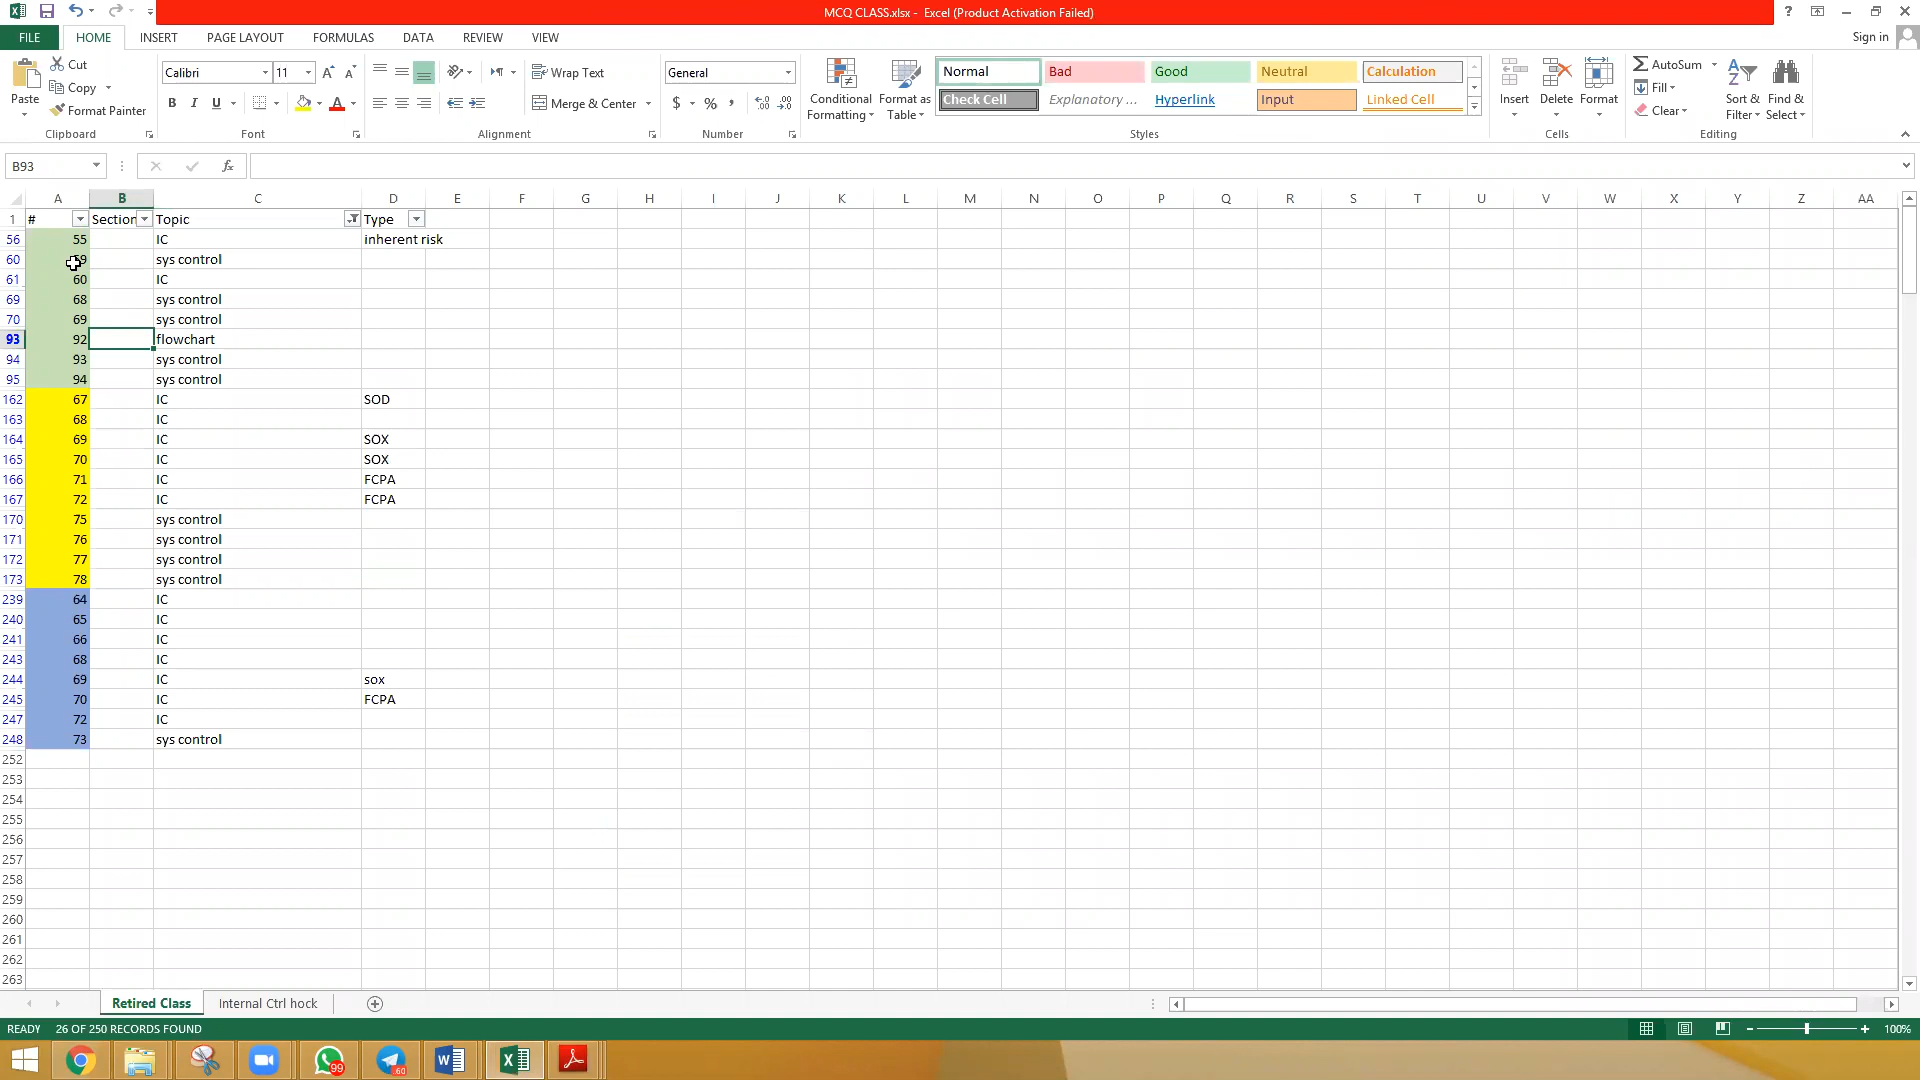 MCQ CLASS.xlsx - Excel (Product Activation Failed)
FILE HOME INSERT PAGE LAYOUT FORMULAS DATA REVIEW VIEW Sign in
Cut
Copy
Format Painter
Paste
Clipboard
Calibri 11
B I U
Font
Wrap Text
Merge & Center
Alignment
General
$ % ,
Number
Conditional Formatting
Format as Table
Normal Bad Good Neutral Calculation
Check Cell Explanatory ... Hyperlink Input Linked Cell
Styles
Insert Delete Format
Cells
AutoSum
Fill
Clear
Sort & Filter
Find & Select
Editing
B93 fx
A B C D E F G H I J K L M N O P Q R S T U V W X Y Z AA
1 # Section Topic Type
56 55 IC inherent risk
60 59 sys control
61 60 IC
69 68 sys control
70 69 sys control
93 92 flowchart
94 93 sys control
95 94 sys control
162 67 IC SOD
163 68 IC
164 69 IC SOX
165 70 IC SOX
166 71 IC FCPA
167 72 IC FCPA
170 75 sys control
171 76 sys control
172 77 sys control
173 78 sys control
239 64 IC
240 65 IC
241 66 IC
243 68 IC
244 69 IC sox
245 70 IC FCPA
247 72 IC
248 73 sys control
252
253
254
255
256
257
258
259
260
261
262
263
Retired Class Internal Ctrl hock
READY 26 OF 250 RECORDS FOUND 100%
99
.60